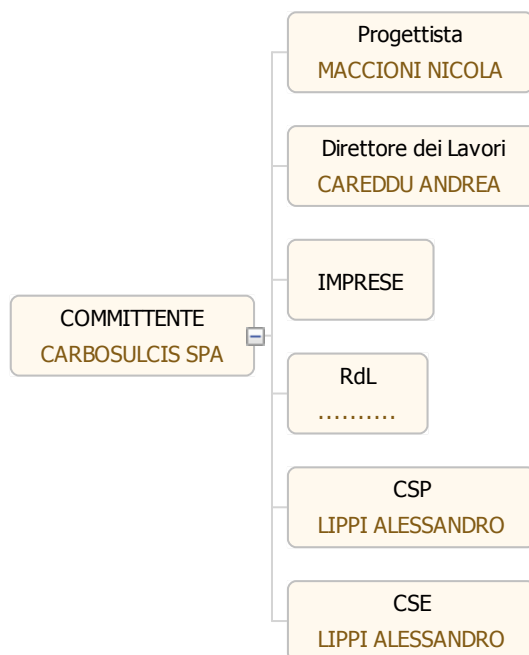 Progettista
MACCIONI NICOLA
Direttore dei Lavori
CAREDDU ANDREA
IMPRESE
COMMITTENTE
CARBOSULCIS SPA
RdL
..........
CSP
LIPPI ALESSANDRO
CSE
LIPPI ALESSANDRO